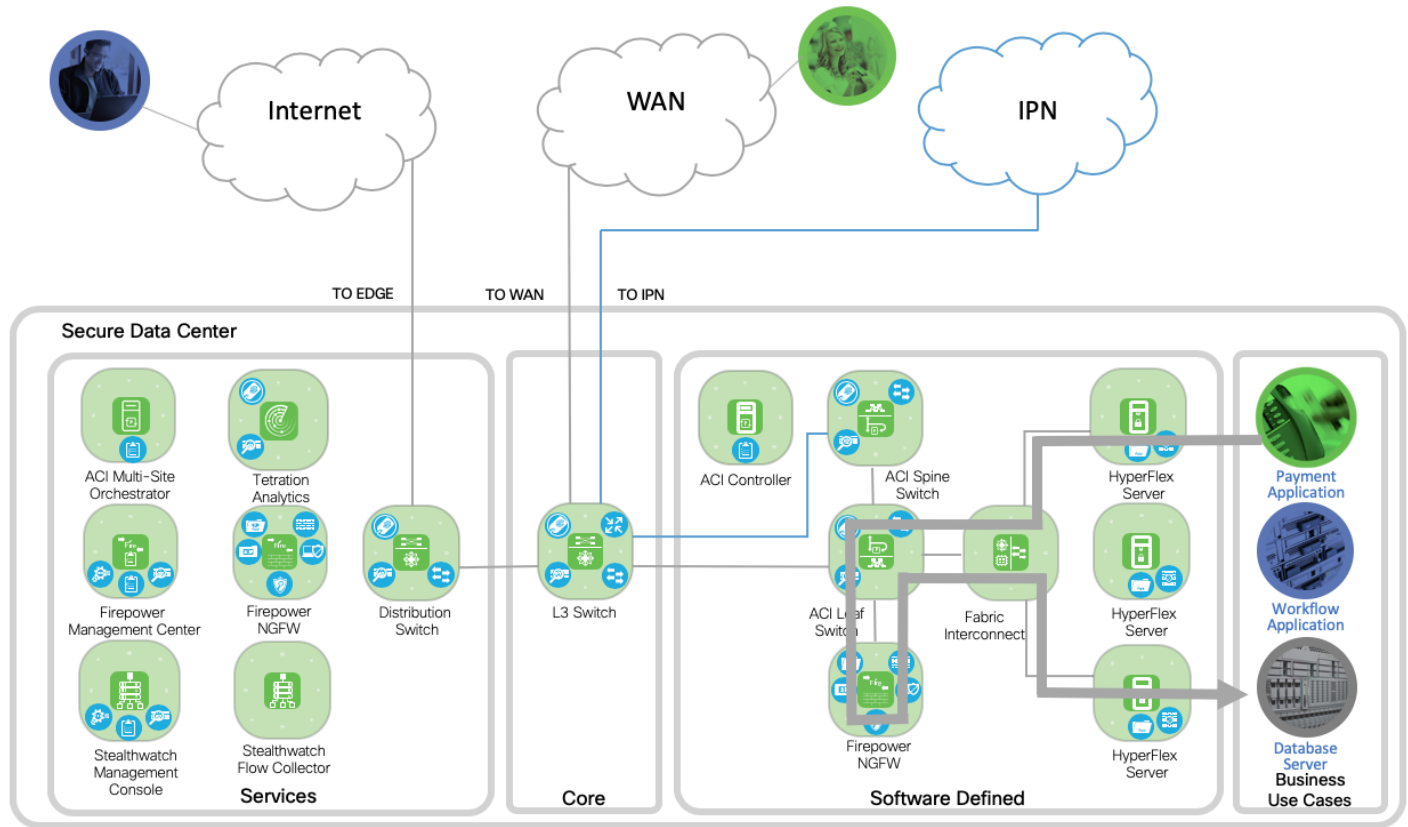 Internet
WAN
IPN
TO EDGE
TO WAN
TO IPN
Secure Data Center
ACI Multi-Site
Orchestrator
Tetration
Analytics
Firepower
Management Center
Firepower
NGFW
Distribution
Switch
Stealthwatch
Management
Console
Stealthwatch
Flow Collector
Services
L3 Switch
Core
ACI Controller
ACI Spine
Switch
ACI Leaf
Switch
Fabric
Interconnect
Firepower
NGFW
HyperFlex
Server
HyperFlex
Server
HyperFlex
Server
Software Defined
Payment
Application
Workflow
Application
Database
Server
Business
Use Cases